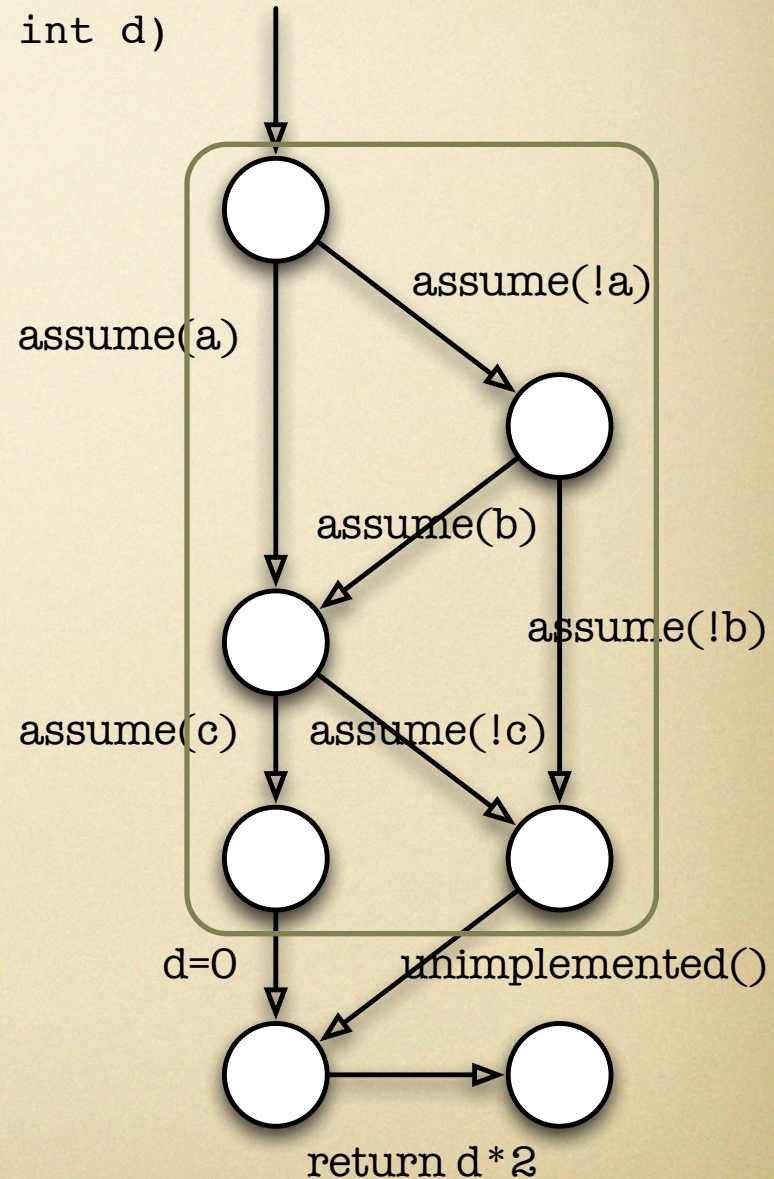 int d)
assume(!a)
assume(a)
assume(b)
assume(!b)
assume(c)
assume(!c)
d=0
unimplemented()
return d*2